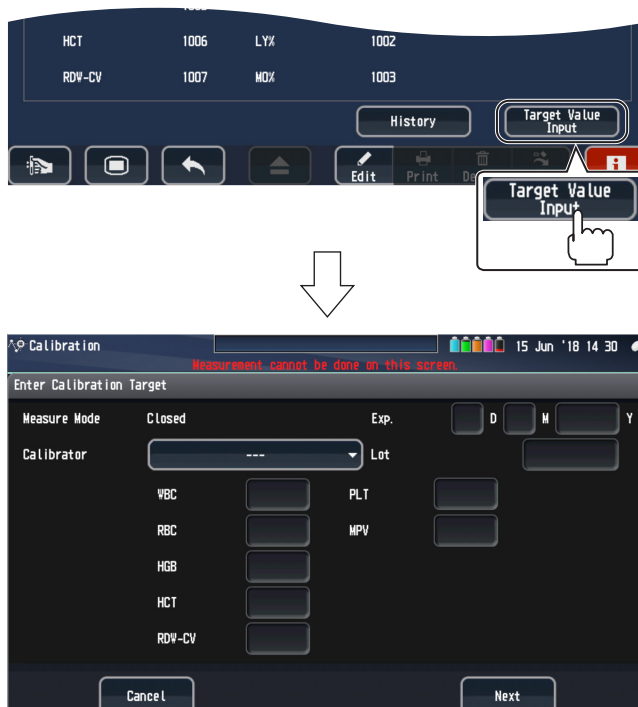 HCT 1006 LY% 1002
RDW-CV 1007 MO% 1003
History
Target Value
Input
Edit Print
Target Value
Input
Calibration 15 Jun '18 14 30
Measurement cannot be done on this screen.
Enter Calibration Target
Measure Mode Closed Exp. D M Y
Calibrator --- Lot
WBC PLT
RBC MPV
HGB
HCT
RDW-CV
Cancel Next